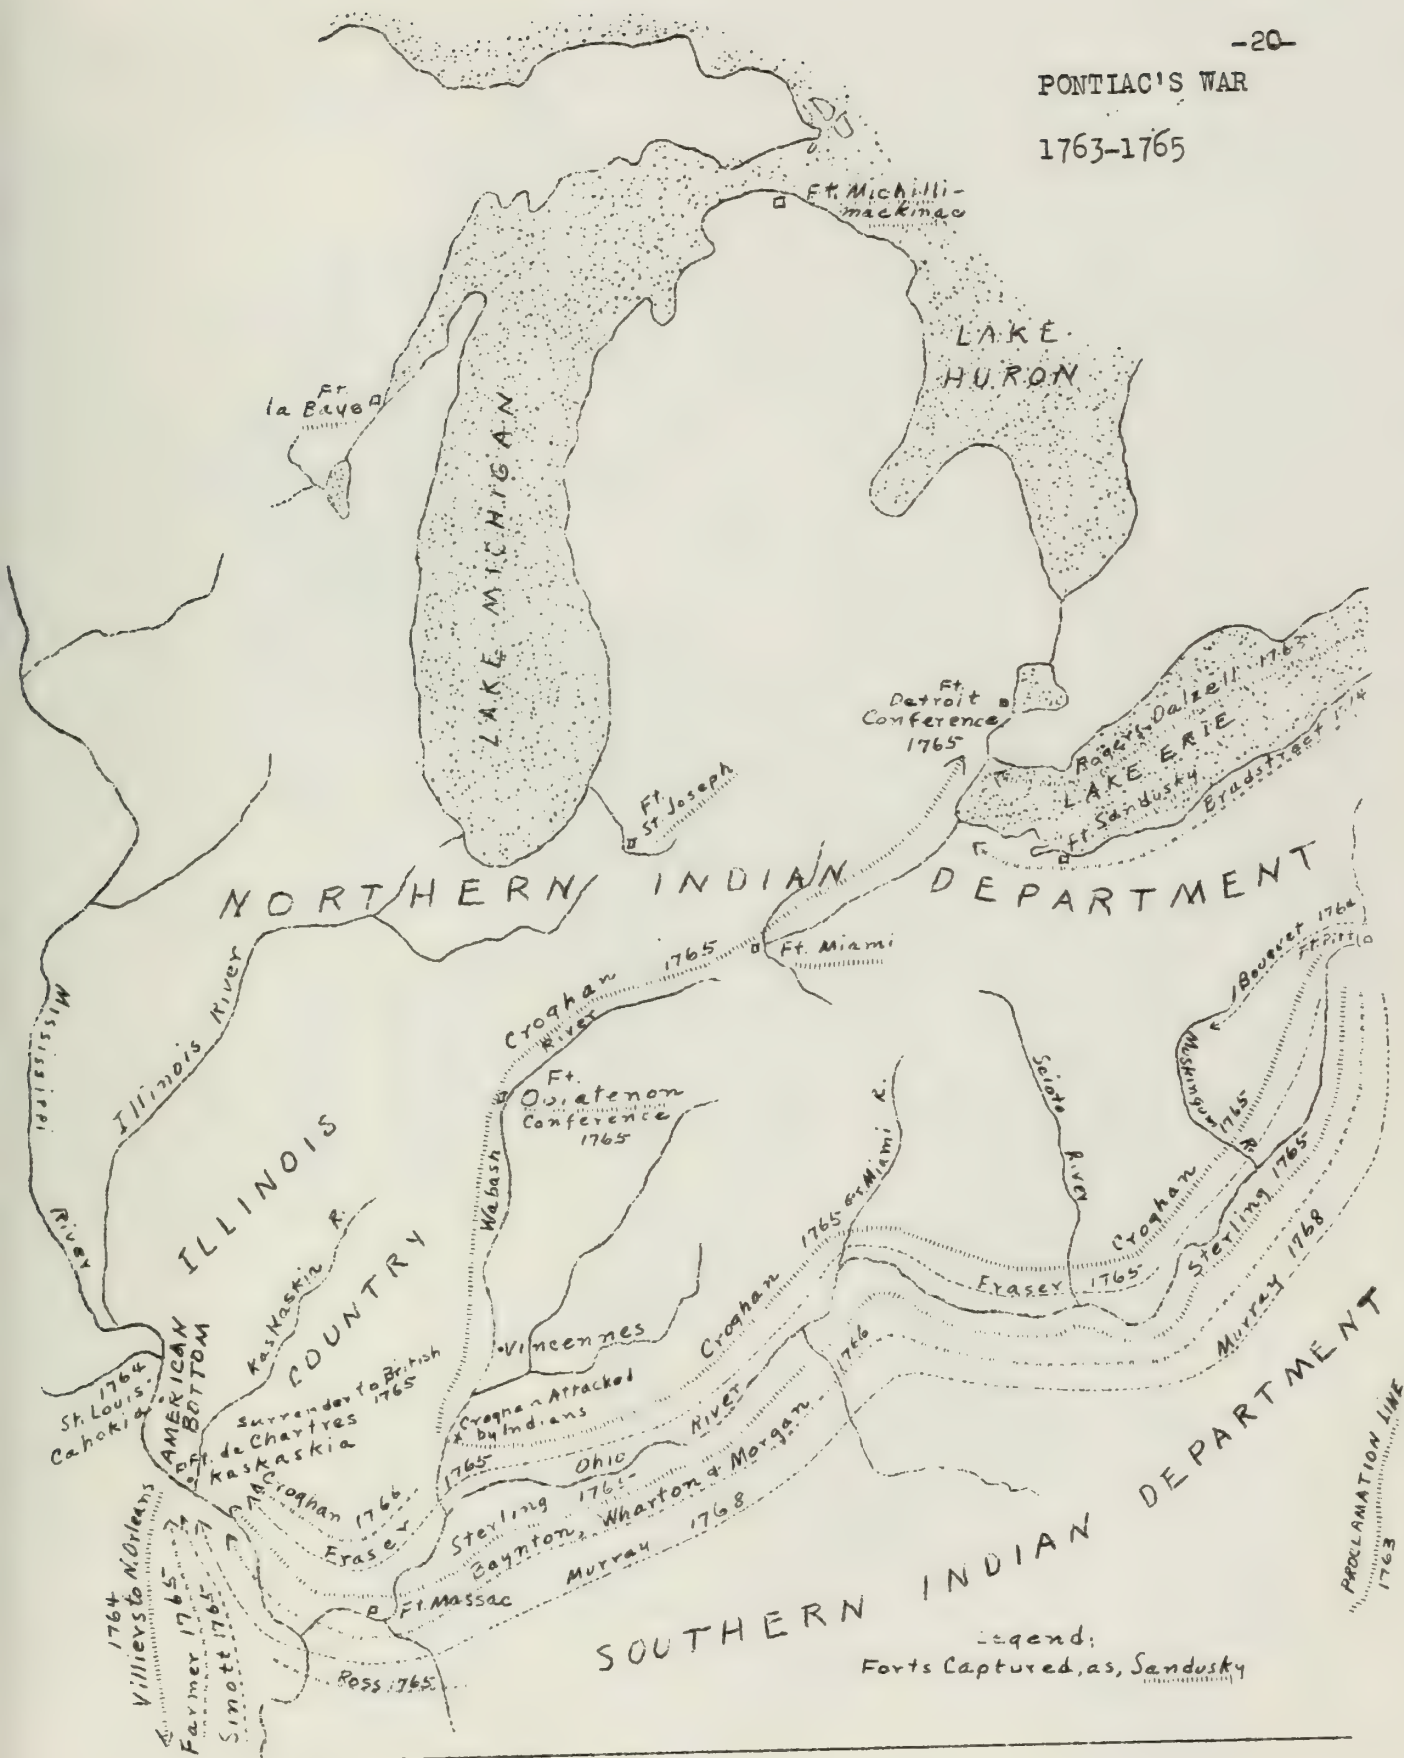 -20-
PONTIAC'S WAR
1763-1765
Ft. Michilli-
mackinac
LAKE
HURON
Ft
la Baye
LAKE MICHIGAN
Ft
Detroit
Conference
1765
Rogers, Dalzell 1763
LAKE ERIE
Ft Sandusky
Bradstreet
Ft.
St Joseph
NORTHERN INDIAN DEPARTMENT
Ft. Miami
Croghan 1765
River
Wabash
Ft.
Ouiatenon
Conference
1765
Bouquet 1764
Ft. Pitt
Muskingum R.
Scioto River
Gt. Miami R.
Mississippi River
Illinois River
ILLINOIS COUNTRY
Kaskaskia R.
Vincennes
Croghan Attacked
by Indians
Croghan 1765
Croghan 1765
Fraser 1765
Sterling 1765
Murray 1768
AMERICAN
BOTTOM
1764
St. Louis
Cahokia
Surrender to British
1765
Ft. de Chartres
Kaskaskia
Croghan 1766
Fraser 1765
Ohio River
Sterling
Baynton, Wharton & Morgan 1766
Murray 1768
Ft. Massac
Ross 1765
1764
Villiers to N. Orleans
Farmer 1765
Sinott 1765
SOUTHERN INDIAN DEPARTMENT
PROCLAMATION LINE
1763
Legend:
Forts Captured, as, Sandusky